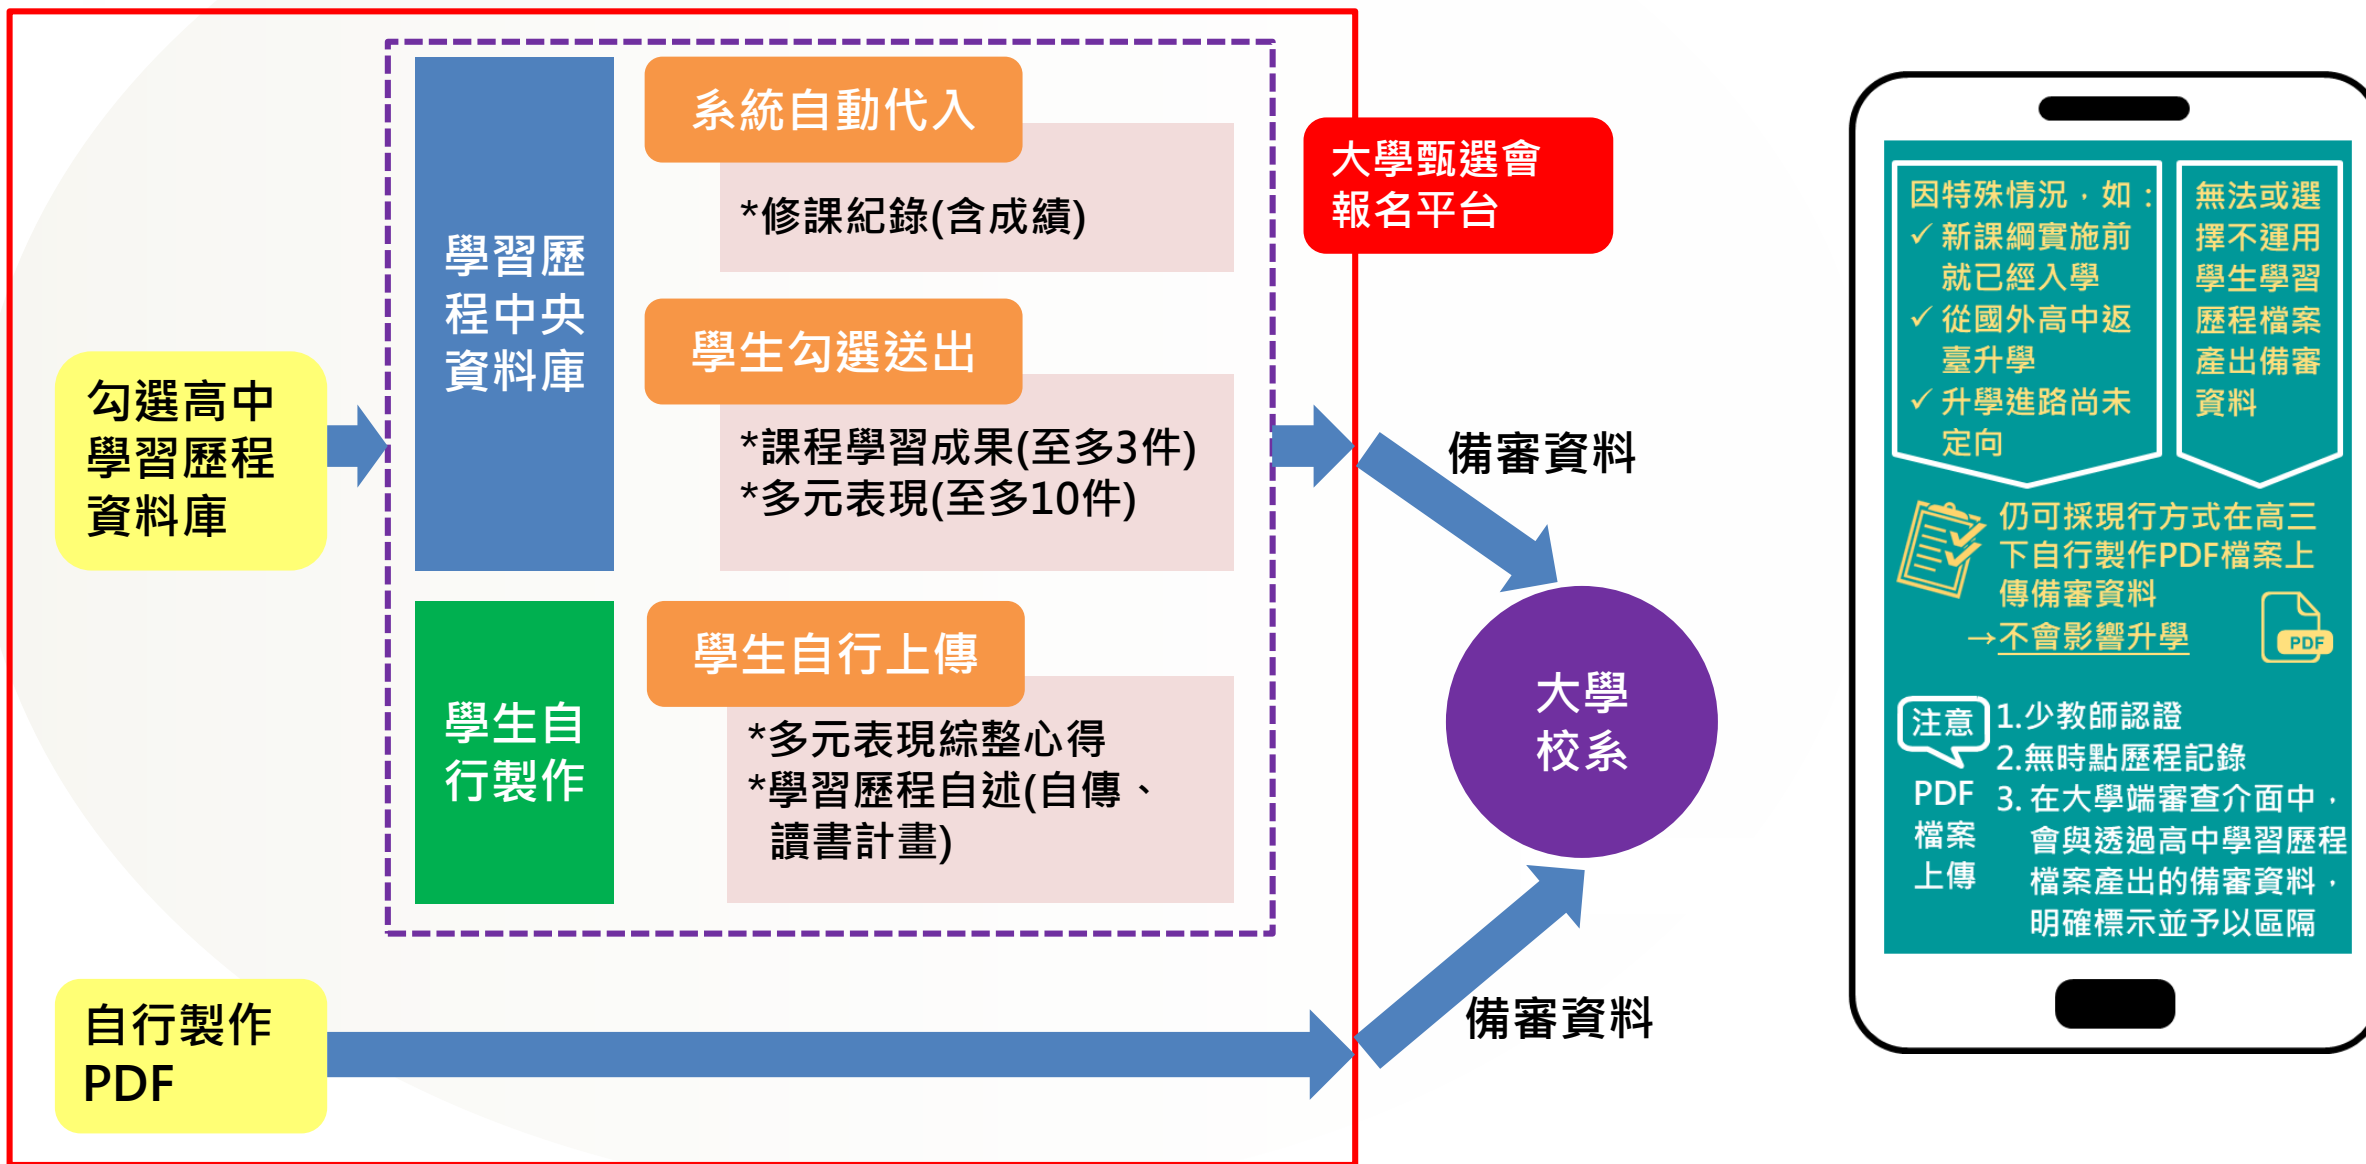 勾選高中
學習歷程
資料庫
學習歷
程中央
資料庫
系統自動代入
*修課紀錄(含成績)
學生勾選送出
*課程學習成果(至多3件)
*多元表現(至多10件)
學生自
行製作
學生自行上傳
*多元表現綜整心得
*學習歷程自述(自傳、
讀書計畫)
自行製作
PDF
大學甄選會
報名平台
備審資料
大學
校系
備審資料
因特殊情況，如：
✓新課綱實施前
就已經入學
✓從國外高中返
臺升學
✓升學進路尚未
定向
無法或選
擇不運用
學生學習
歷程檔案
產出備審
資料
仍可採現行方式在高三
下自行製作PDF檔案上
傳備審資料
→不會影響升學
PDF
注意
PDF
檔案
上傳
1.少教師認證
2.無時點歷程記錄
3. 在大學端審查介面中，
會與透過高中學習歷程
檔案產出的備審資料，
明確標示並予以區隔